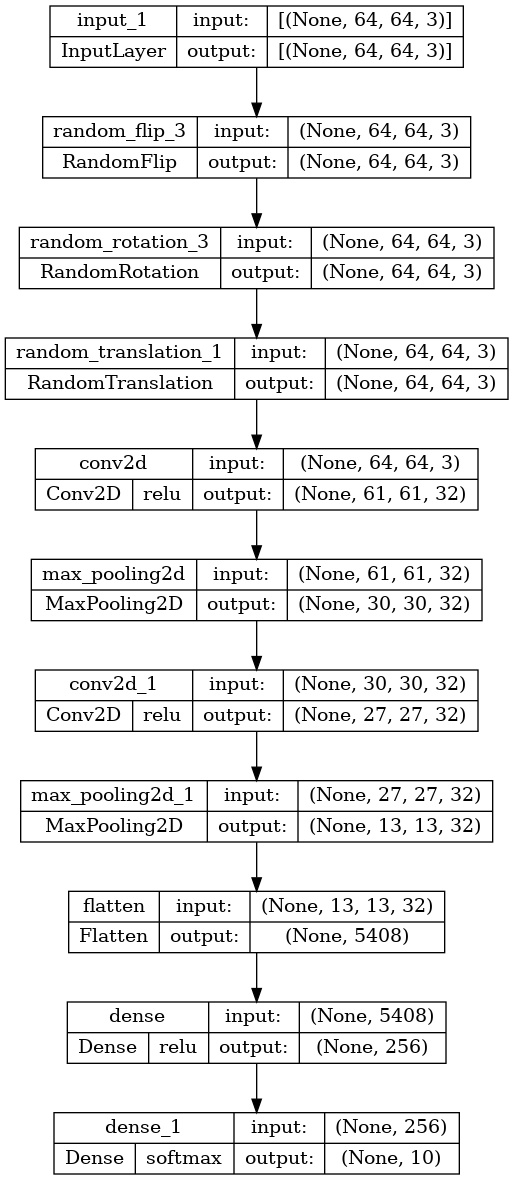 input_1 input: [(None, 64, 64, 3)]
InputLayer output: [(None, 64, 64, 3)]
random_flip_3 input: (None, 64, 64, 3)
RandomFlip output: (None, 64, 64, 3)
random_rotation_3 input: (None, 64, 64, 3)
RandomRotation output: (None, 64, 64, 3)
random_translation_1 input: (None, 64, 64, 3)
RandomTranslation output: (None, 64, 64, 3)
conv2d input: (None, 64, 64, 3)
Conv2D relu output: (None, 61, 61, 32)
max_pooling2d input: (None, 61, 61, 32)
MaxPooling2D output: (None, 30, 30, 32)
conv2d_1 input: (None, 30, 30, 32)
Conv2D relu output: (None, 27, 27, 32)
max_pooling2d_1 input: (None, 27, 27, 32)
MaxPooling2D output: (None, 13, 13, 32)
flatten input: (None, 13, 13, 32)
Flatten output: (None, 5408)
dense input: (None, 5408)
Dense relu output: (None, 256)
dense_1 input: (None, 256)
Dense softmax output: (None, 10)